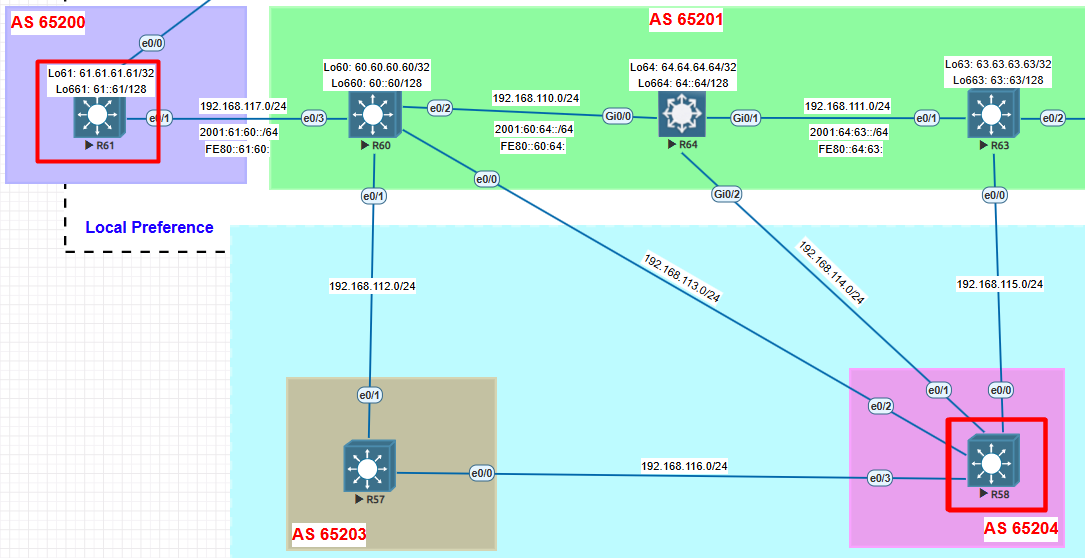 AS 65200
AS 65201
e0/0
Lo61: 61.61.61.61/32
Lo661: 61::61/128
e0/1
R61
192.168.117.0/24
2001:61:60::/64
FE80::61:60:
e0/3
Lo60: 60.60.60.60/32
Lo660: 60::60/128
R60
e0/2
e0/0
e0/1
192.168.110.0/24
2001:60:64::/64
FE80::60:64:
Gi0/0
Lo64: 64.64.64.64/32
Lo664: 64::64/128
R64
Gi0/1
Gi0/2
192.168.111.0/24
2001:64:63::/64
FE80::64:63:
e0/1
Lo63: 63.63.63.63/32
Lo663: 63::63/128
R63
e0/2
e0/0
Local Preference
192.168.112.0/24
192.168.113.0/24
192.168.114.0/24
192.168.115.0/24
e0/1
R57
e0/0
AS 65203
192.168.116.0/24
e0/2
e0/1
e0/0
e0/3
R58
AS 65204